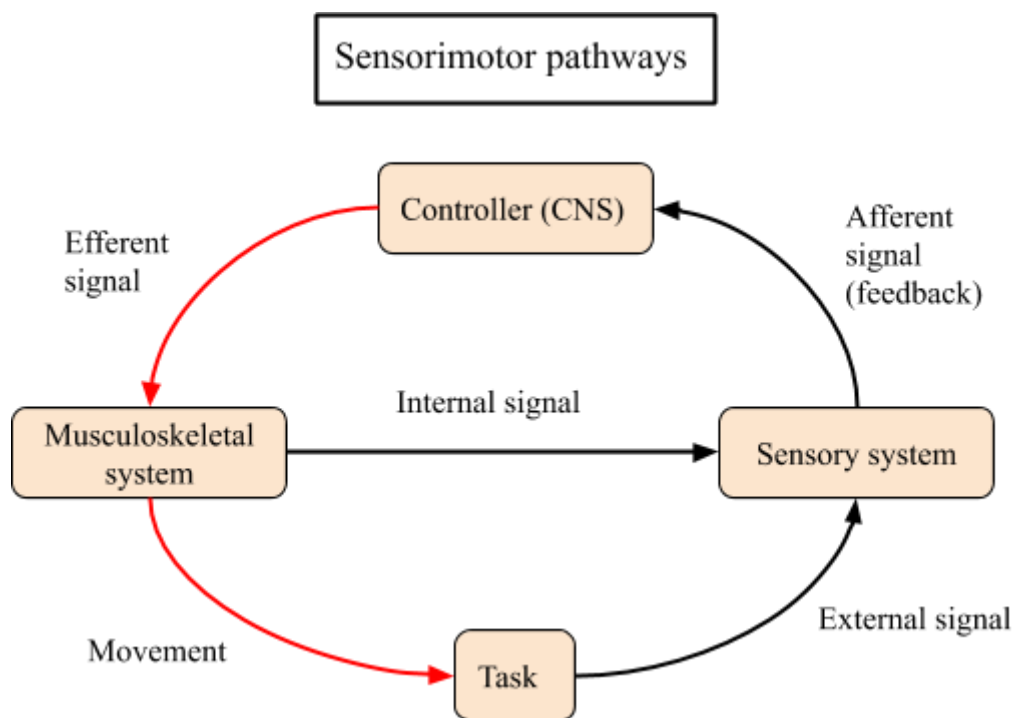 Sensorimotor pathways
Controller (CNS)
Efferent
signal
Afferent
signal
(feedback)
Internal signal
Musculoskeletal
system
Sensory system
External signal
Movement
Task